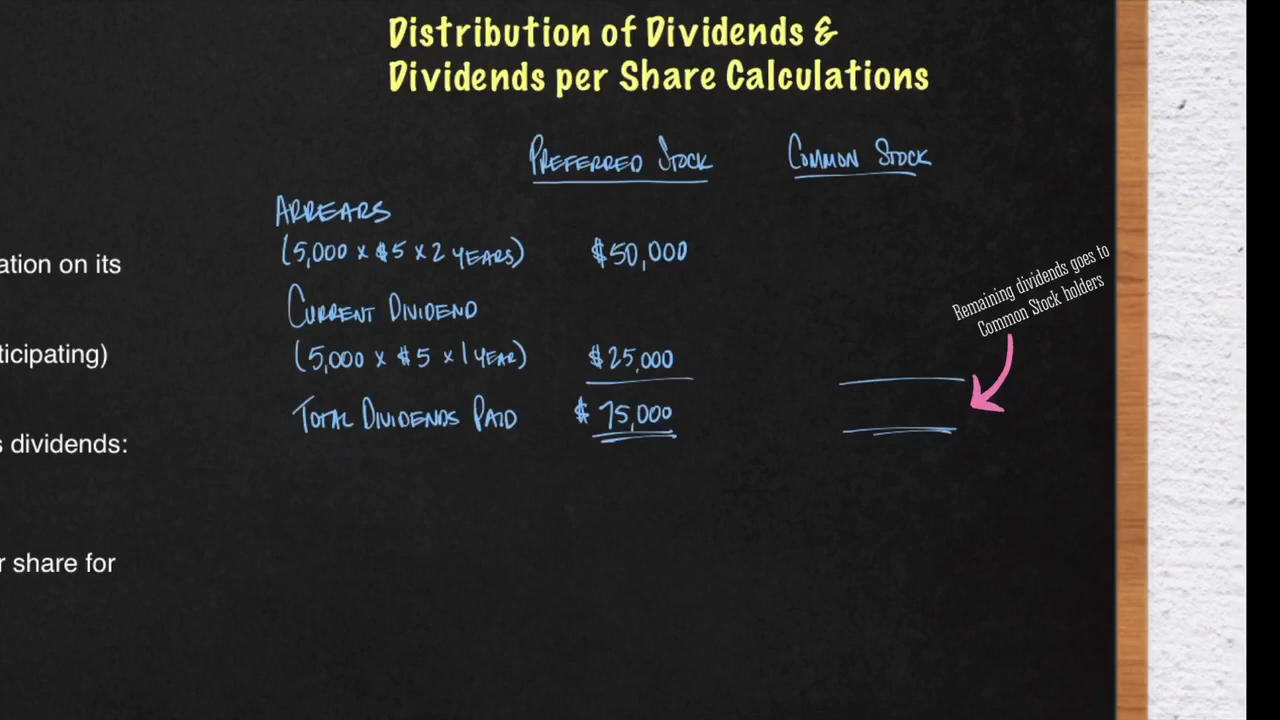 Distribution of Dividends &
Dividends per Share Calculations
Preferred Stock
Common Stock
Arrears
(5,000 x $5 x 2 years)
$50,000
ation on its
Remaining dividends goes to
Common Stock holders
Current Dividend
(5,000 x $5 x 1 year)
$25,000
ticipating)
Total Dividends Paid
$ 75,000
s dividends:
r share for